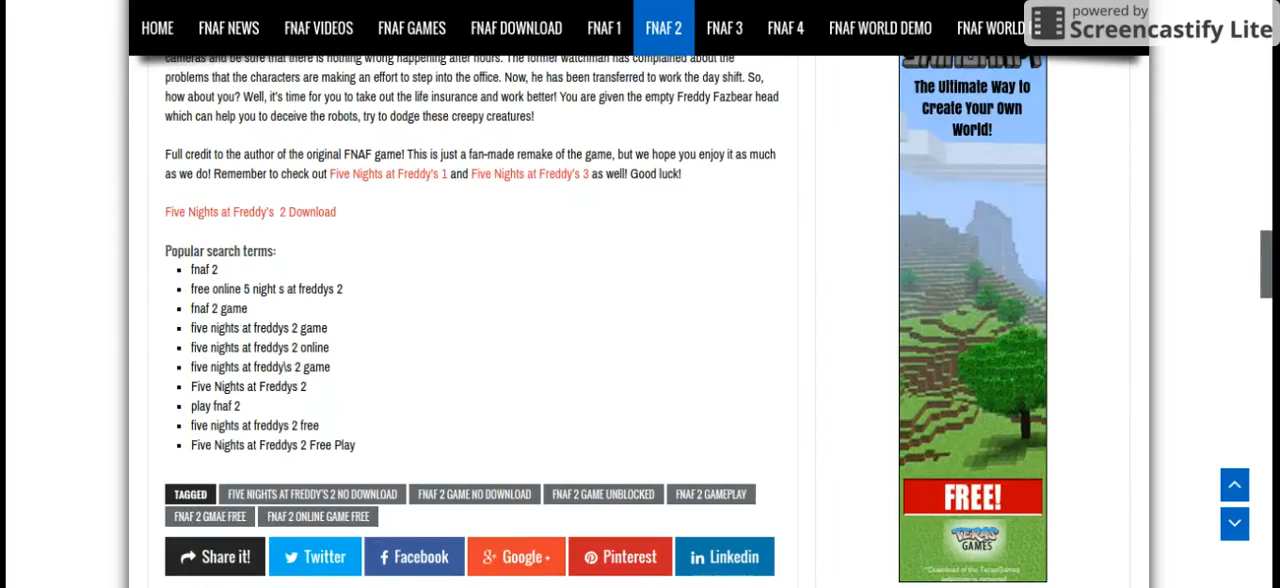 HOME FNAF NEWS FNAF VIDEOS FNAF GAMES FNAF DOWNLOAD FNAF 1 FNAF 2 FNAF 3 FNAF 4 FNAF WORLD DEMO FNAF WORLD
powered by
Screencastify Lite
cameras and be sure that there is nothing wrong happening after hours. The former watchman has complained about the
problems that the characters are making an effort to step into the office. Now, he has been transferred to work the day shift. So,
how about you? Well, it's time for you to take out the life insurance and work better! You are given the empty Freddy Fazbear head
which can help you to deceive the robots, try to dodge these creepy creatures!
Full credit to the author of the original FNAF game! This is just a fan-made remake of the game, but we hope you enjoy it as much
as we do! Remember to check out Five Nights at Freddy's 1 and Five Nights at Freddy's 3 as well! Good luck!
Five Nights at Freddy's 2 Download
Popular search terms:
fnaf 2
free online 5 night s at freddys 2
fnaf 2 game
five nights at freddys 2 game
five nights at freddys 2 online
five nights at freddy\s 2 game
Five Nights at Freddys 2
play fnaf 2
five nights at freddys 2 free
Five Nights at Freddys 2 Free Play
TAGGED FIVE NIGHTS AT FREDDY'S 2 NO DOWNLOAD FNAF 2 GAME NO DOWNLOAD FNAF 2 GAME UNBLOCKED FNAF 2 GAMEPLAY
FNAF 2 GMAE FREE FNAF 2 ONLINE GAME FREE
Share it! Twitter Facebook Google + Pinterest Linkedin
The Ultimate Way to
Create Your Own
World!
FREE!
TERAS
GAMES
*Download of the TerasGames